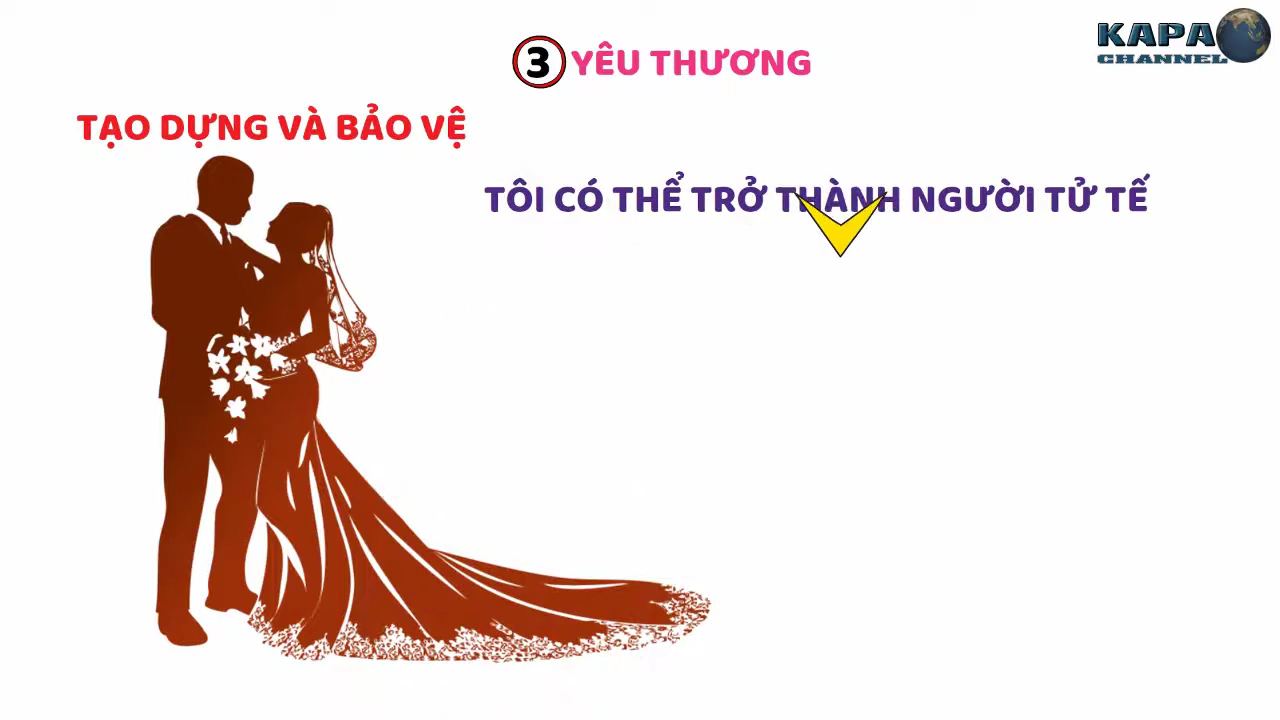 3 YÊU THƯƠNG
KAPA
CHANNEL
TẠO DỰNG VÀ BẢO VỆ
TÔI CÓ THỂ TRỞ THÀNH NGƯỜI TỬ TẾ